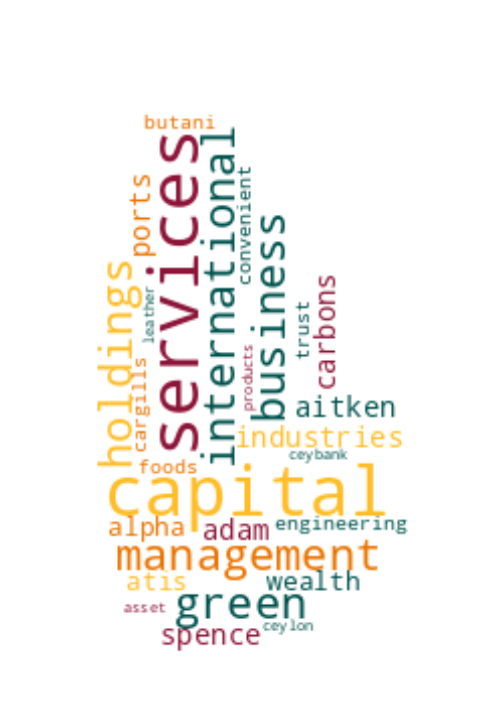 butani
services
international
ports
convenient
holdings
business
leather
carbons
trust
products
cargills
aitken
industries
ceybank
foods
capital
alpha
adam
engineering
management
atis
wealth
asset
green
ceylon
spence